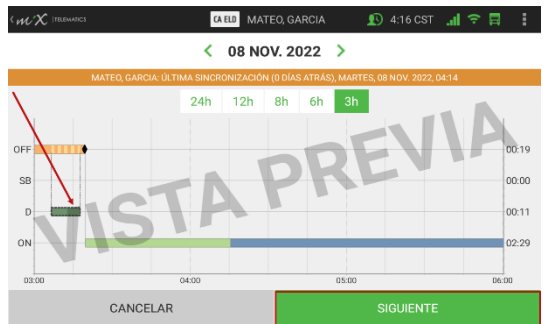 miX TELEMATICS CA ELD MATEO, GARCIA 4:16 CST
08 NOV. 2022
MATEO, GARCIA: ÚLTIMA SINCRONIZACIÓN (0 DÍAS ATRÁS), MARTES, 08 NOV. 2022, 04:14
24h 12h 8h 6h 3h
VISTA PREVIA
OFF 00:19
SB 00:00
D 00:11
ON 02:29
03:00 04:00 05:00 06:00
CANCELAR SIGUIENTE